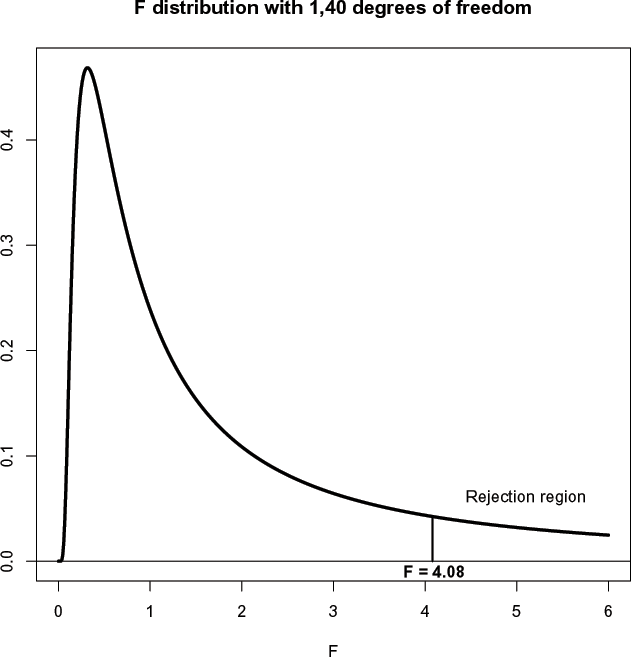 F distribution with 1,40 degrees of freedom
0.4
0.3
0.2
0.1
0.0
Rejection region
F = 4.08
0 1 2 3 4 5 6
F